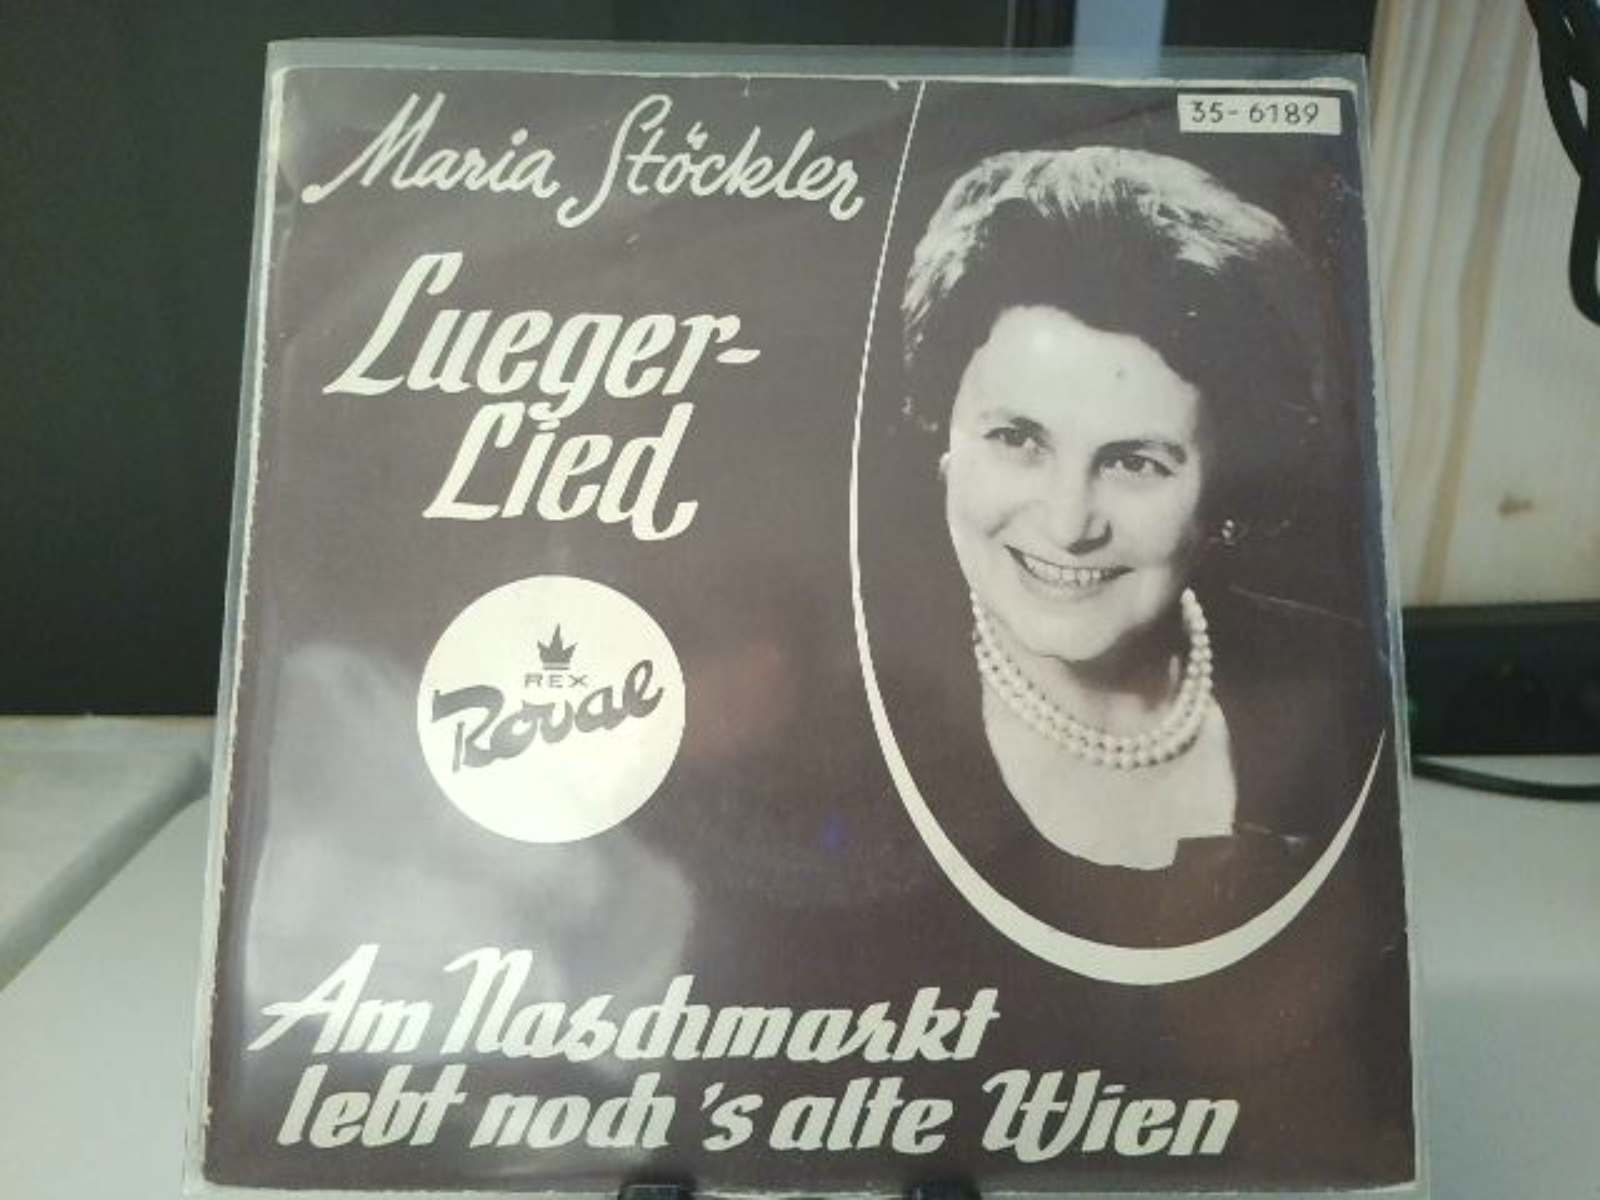 Maria Stöckler
35-6189
Lueger-
Lied
REX
Royal
Am Naschmarkt
lebt noch 's alte Wien